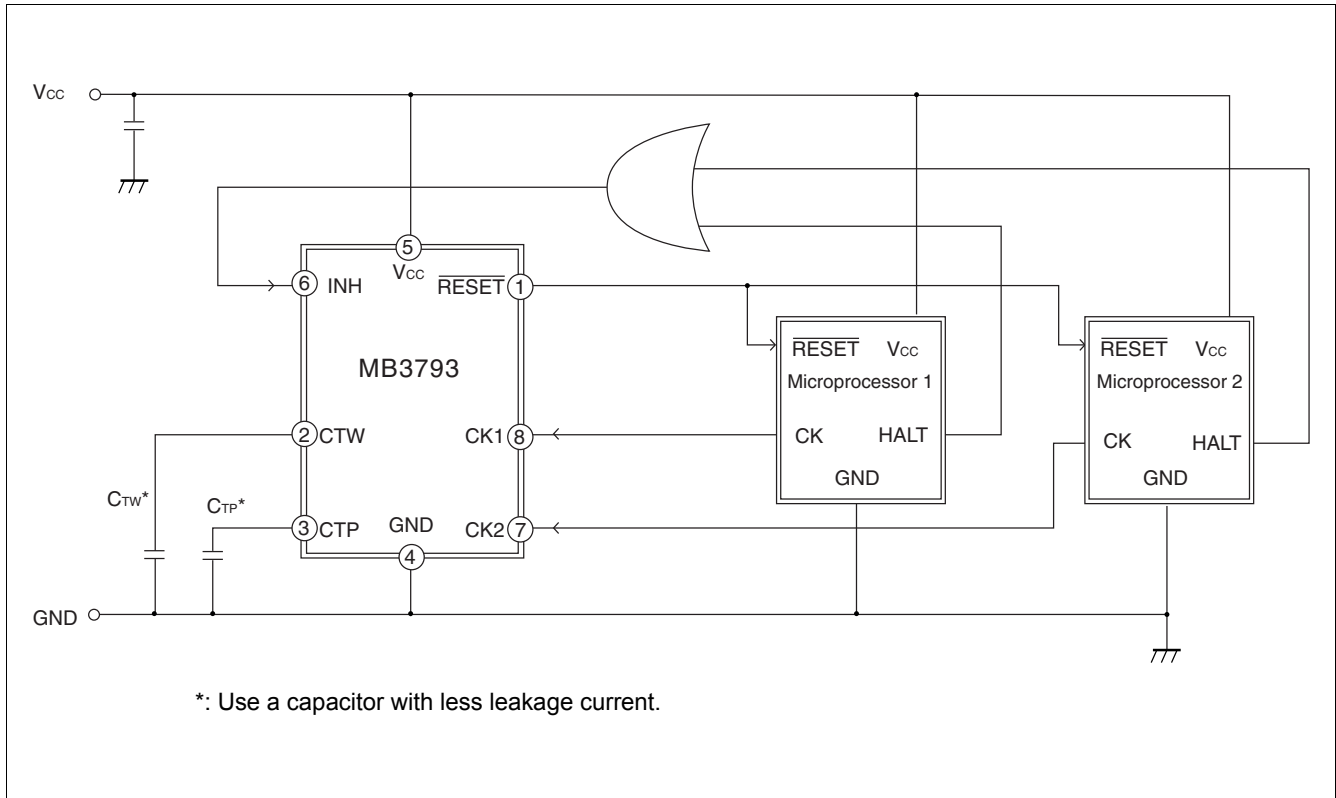 Vcc
5
Vcc
6 INH
RESET 1
MB3793
RESET Vcc
Microprocessor 1
RESET Vcc
Microprocessor 2
2 CTW
CK1 8
CK HALT
CK HALT
GND
GND
CTW*
CTP*
3 CTP
GND
CK2 7
4
GND
*: Use a capacitor with less leakage current.